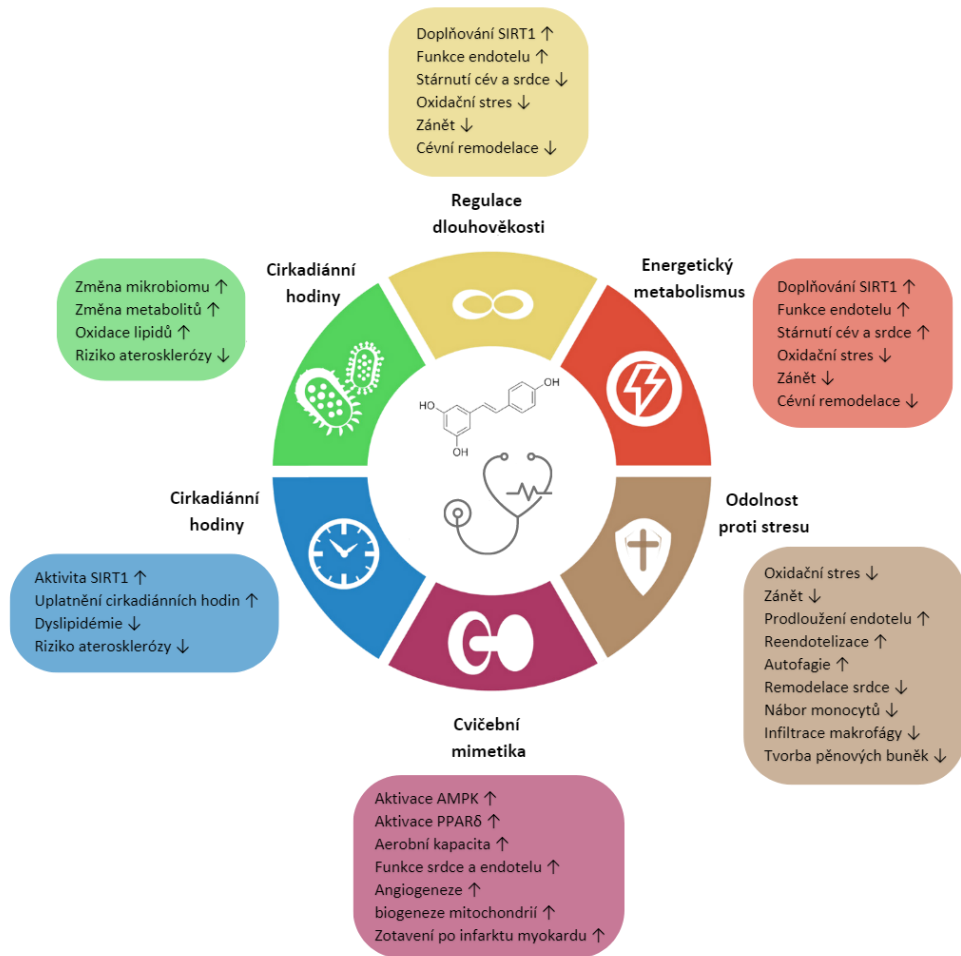 Doplňování SIRT1 ↑
Funkce endotelu ↑
Stárnutí cév a srdce ↓
Oxidační stres ↓
Zánět ↓
Cévní remodelace ↓
Regulace
dlouhověkosti
Cirkadiánní
hodiny
Změna mikrobiomu ↑
Změna metabolitů ↑
Oxidace lipidů ↑
Riziko aterosklerózy ↓
Energetický
metabolismus
Doplňování SIRT1 ↑
Funkce endotelu ↑
Stárnutí cév a srdce ↑
Oxidační stres ↓
Zánět ↓
Cévní remodelace ↓
OH
HO
OH
Cirkadiánní
hodiny
Aktivita SIRT1 ↑
Uplatnění cirkadiánních hodin ↑
Dyslipidémie ↓
Riziko aterosklerózy ↓
Odolnost
proti stresu
Oxidační stres ↓
Zánět ↓
Prodloužení endotelu ↑
Reendotelizace ↑
Autofagie ↑
Remodelace srdce ↓
Nábor monocytů ↓
Infiltrace makrofágy ↓
Tvorba pěnových buněk ↓
Cvičební
mimetika
Aktivace AMPK ↑
Aktivace PPARδ ↑
Aerobní kapacita ↑
Funkce srdce a endotelu ↑
Angiogeneze ↑
biogeneze mitochondrií ↑
Zotavení po infarktu myokardu ↑